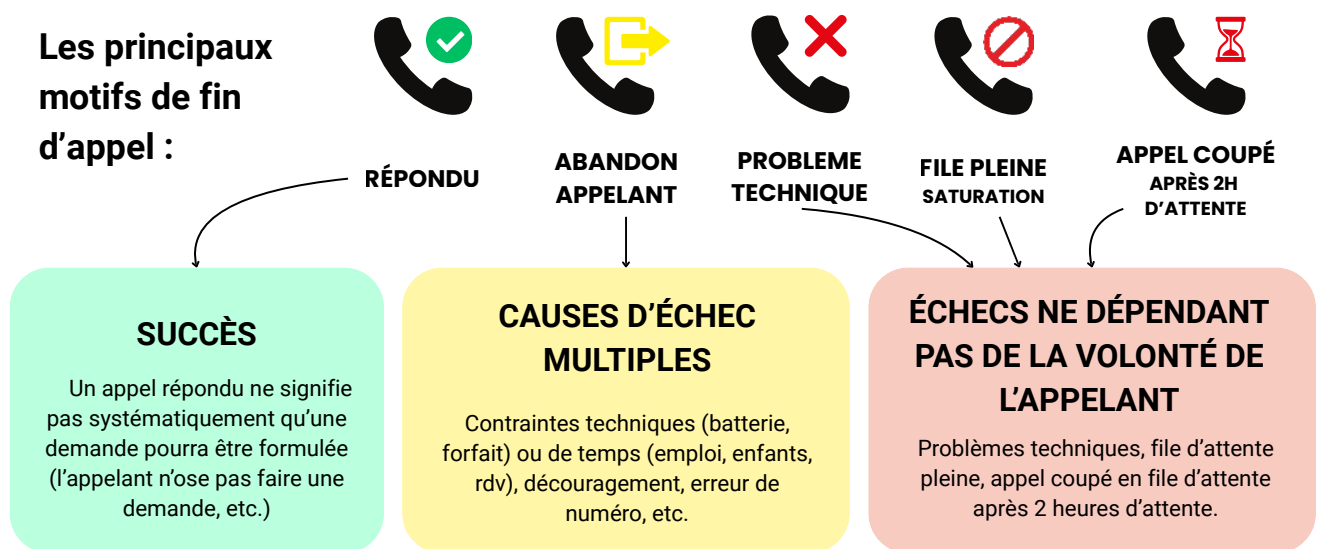 Les principaux
motifs de fin
d’appel :
RÉPONDU
ABANDON
APPELANT
PROBLEME
TECHNIQUE
FILE PLEINE
SATURATION
APPEL COUPÉ
APRÈS 2H
D’ATTENTE
SUCCÈS
Un appel répondu ne signifie
pas systématiquement qu’une
demande pourra être formulée
(l’appelant n’ose pas faire une
demande, etc.)
CAUSES D’ÉCHEC
MULTIPLES
Contraintes techniques (batterie,
forfait) ou de temps (emploi, enfants,
rdv), découragement, erreur de
numéro, etc.
ÉCHECS NE DÉPENDANT
PAS DE LA VOLONTÉ DE
L’APPELANT
Problèmes techniques, file d’attente
pleine, appel coupé en file d’attente
après 2 heures d’attente.